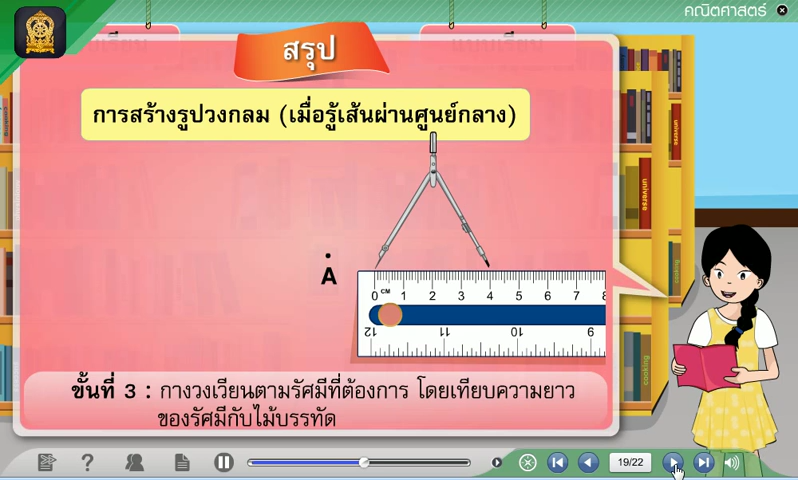 คณิตศาสตร์
สรุป
การสร้างรูปวงกลม (เมื่อรู้เส้นผ่านศูนย์กลาง)
universe
universe
A
0 1 2 3 4 5 6 7 8
CM
12 11 10 9
cooking
cooking
ขั้นที่ 3 : กางวงเวียนตามรัศมีที่ต้องการ โดยเทียบความยาว
ของรัศมีกับไม้บรรทัด
19/22